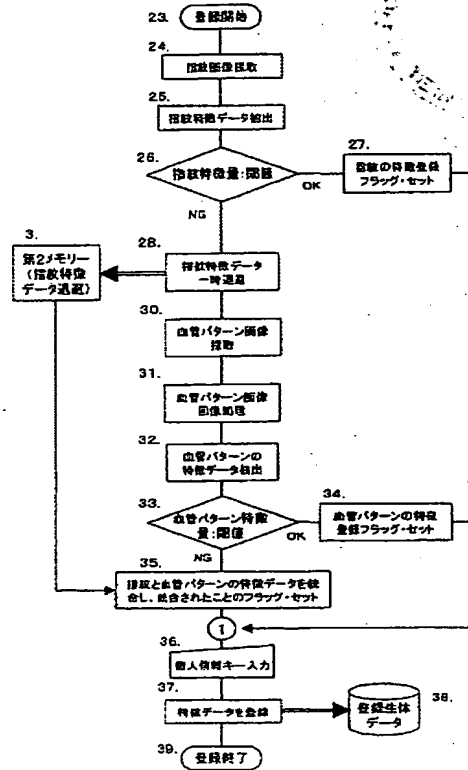 23.
登録開始
24.
指紋画像採取
25.
指紋特徴データ抽出
26.
指紋特徴量:閾値
OK
NG
27.
指紋の特徴登録
フラッグ・セット
3.
第2メモリー
(指紋特徴
データ退避)
28.
指紋特徴データ
一時退避
30.
血管パターン画像
採取
31.
血管パターン画像
画像処理
32.
血管パターンの
特徴データ抽出
33.
血管パターン特徴
量:閾値
OK
NG
34.
血管パターンの特徴
登録フラッグ・セット
35.
指紋と血管パターンの特徴データを統
合し、統合されたことのフラッグ・セット
1
36.
個人情報キー入力
37.
特徴データを登録
38.
登録生体
データ
39.
登録終了